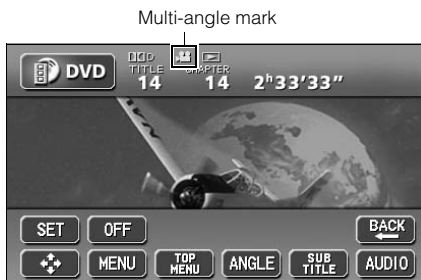 Multi-angle mark
DVD
TITLE 14
CHAPTER 14
2h33'33"
SET OFF BACK
MENU TOP MENU ANGLE SUB TITLE AUDIO